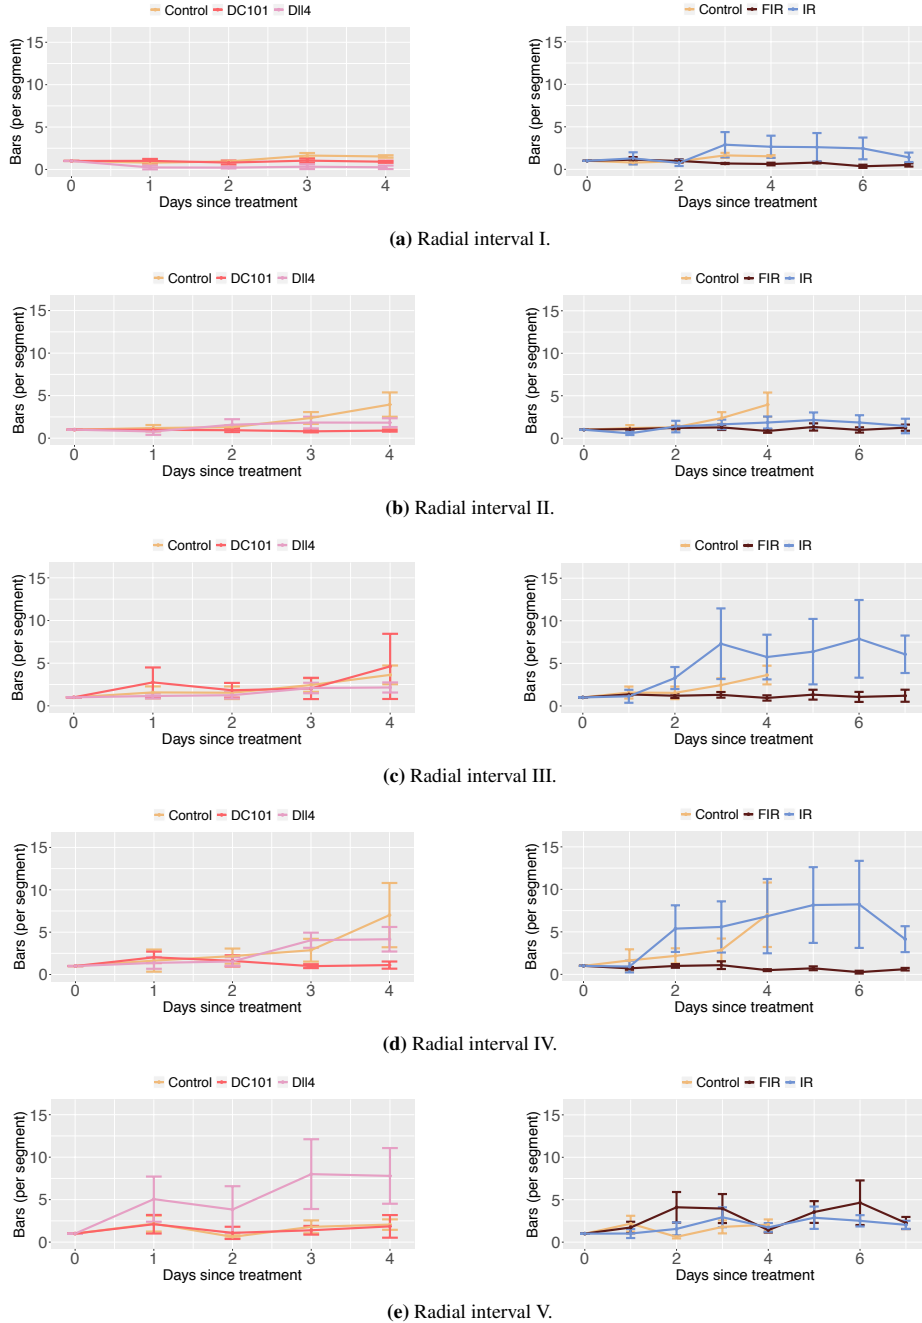 Control DC101 Dll4
Control FIR IR
Bars (per segment)
15
10
5
0
0 1 2 3 4
Days since treatment
Bars (per segment)
15
10
5
0
0 2 4 6
Days since treatment
(a) Radial interval I.
Control DC101 Dll4
Control FIR IR
Bars (per segment)
15
10
5
0
0 1 2 3 4
Days since treatment
Bars (per segment)
15
10
5
0
0 2 4 6
Days since treatment
(b) Radial interval II.
Control DC101 Dll4
Control FIR IR
Bars (per segment)
15
10
5
0
0 1 2 3 4
Days since treatment
Bars (per segment)
15
10
5
0
0 2 4 6
Days since treatment
(c) Radial interval III.
Control DC101 Dll4
Control FIR IR
Bars (per segment)
15
10
5
0
0 1 2 3 4
Days since treatment
Bars (per segment)
15
10
5
0
0 2 4 6
Days since treatment
(d) Radial interval IV.
Control DC101 Dll4
Control FIR IR
Bars (per segment)
15
10
5
0
0 1 2 3 4
Days since treatment
Bars (per segment)
15
10
5
0
0 2 4 6
Days since treatment
(e) Radial interval V.